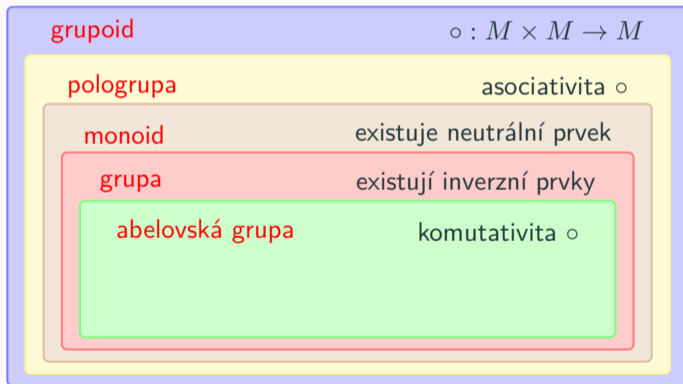 grupoid ∘ : M × M → M
pologrupa asociativita ∘
monoid existuje neutrální prvek
grupa existují inverzní prvky
abelovská grupa komutativita ∘